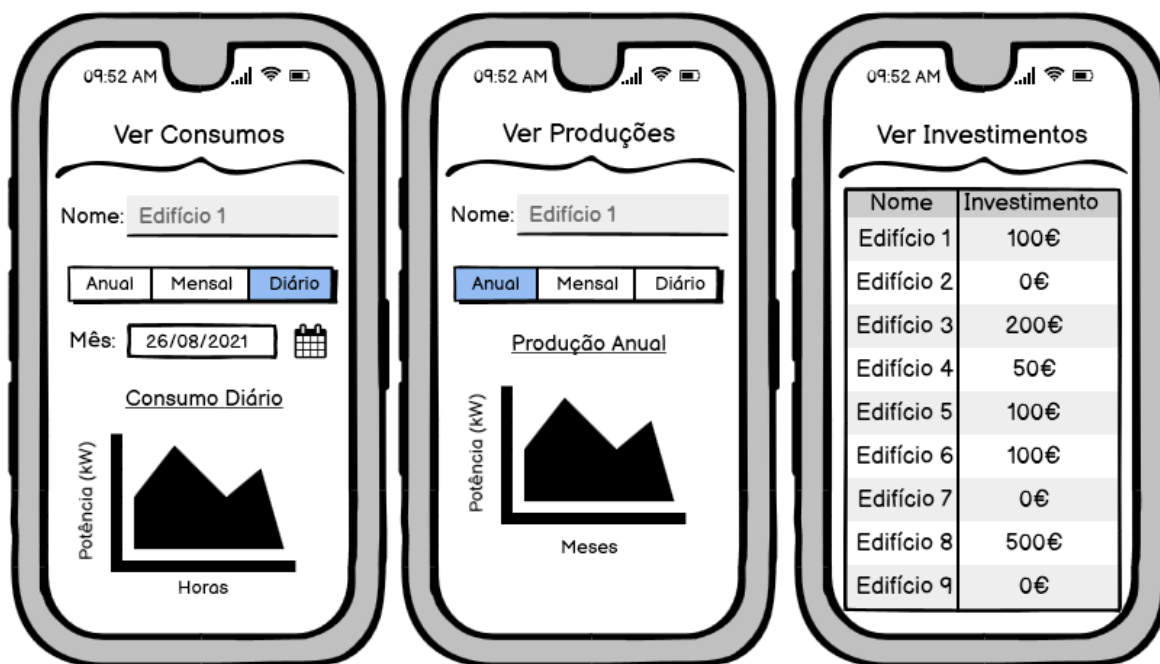 09:52 AM
Ver Consumos
Nome: Edifício 1
Anual Mensal Diário
Mês: 26/08/2021
Consumo Diário
Potência (kW)
Horas
09:52 AM
Ver Produções
Nome: Edifício 1
Anual Mensal Diário
Produção Anual
Potência (kW)
Meses
09:52 AM
Ver Investimentos
Nome Investimento
Edifício 1 100€
Edifício 2 0€
Edifício 3 200€
Edifício 4 50€
Edifício 5 100€
Edifício 6 100€
Edifício 7 0€
Edifício 8 500€
Edifício 9 0€